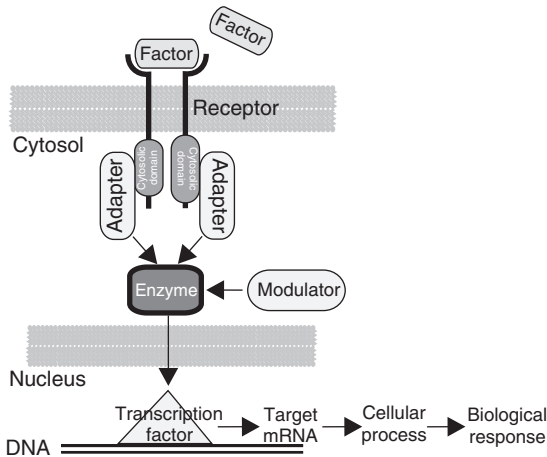 Factor
Factor
Receptor
Cytosol
Cytosolic
domain
Cytosolic
domain
Adapter
Adapter
Enzyme
Modulator
Nucleus
Transcription
factor
Target
mRNA
Cellular
process
Biological
response
DNA